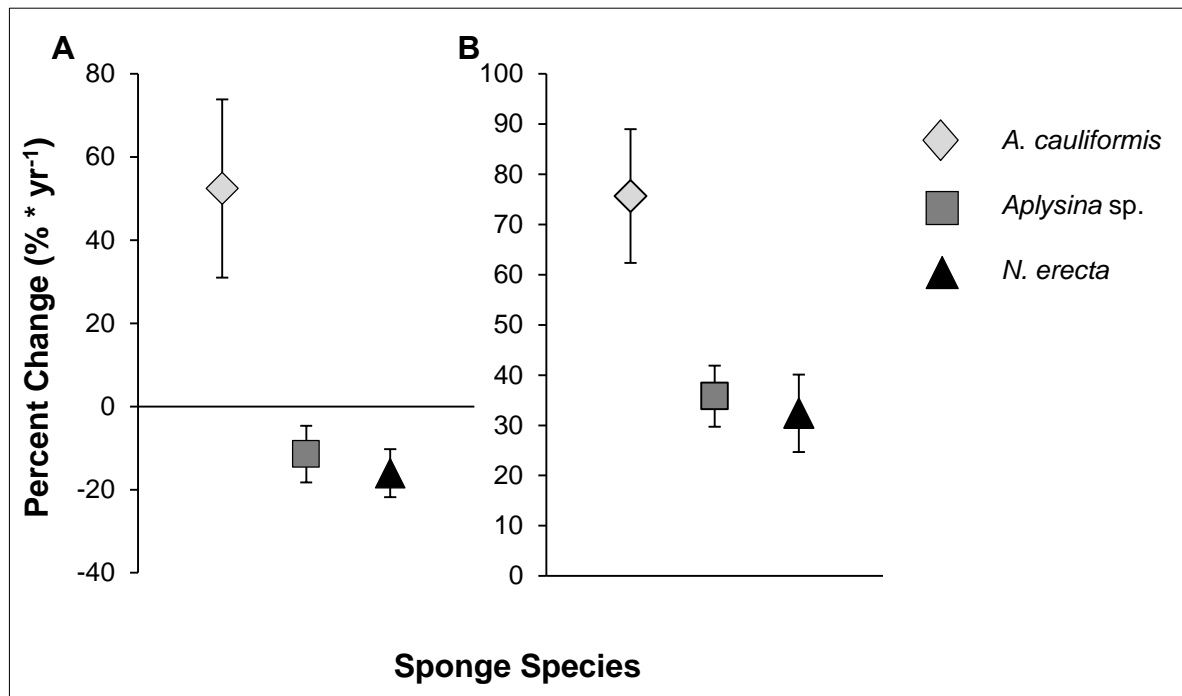 A
B
80
60
40
20
0
-20
-40
100
90
80
70
60
50
40
30
20
10
0
Percent Change (% * yr-1)
A. cauliformis
Aplysina sp.
N. erecta
Sponge Species